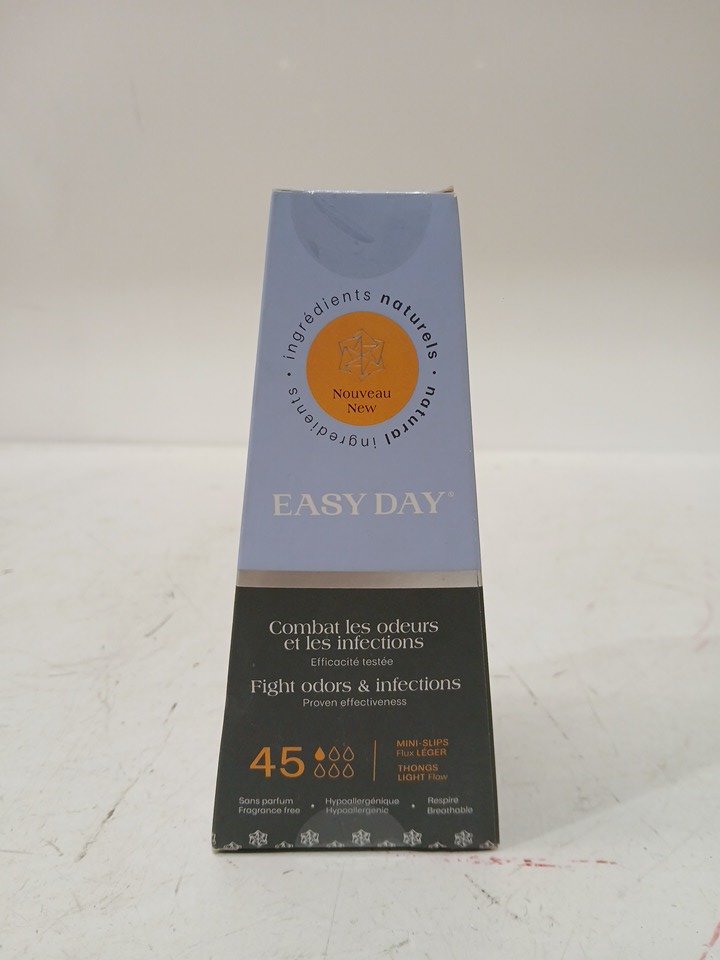 ingrédients naturels • natural ingredients •
Nouveau
New
EASY DAY®
Combat les odeurs
et les infections
Efficacité testée
Fight odors & infections
Proven effectiveness
45
MINI-SLIPS
Flux LÉGER
THONGS
LIGHT Flow
Sans parfum • Hypoallergénique • Respire
Fragrance free Hypoallergenic Breathable